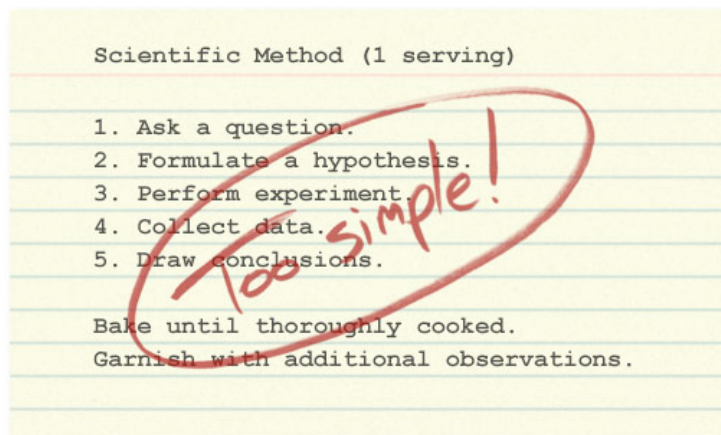 Scientific Method (1 serving)
1. Ask a question.
2. Formulate a hypothesis.
3. Perform experiment.
4. Collect data.
5. Draw conclusions.
Too simple!
Bake until thoroughly cooked.
Garnish with additional observations.